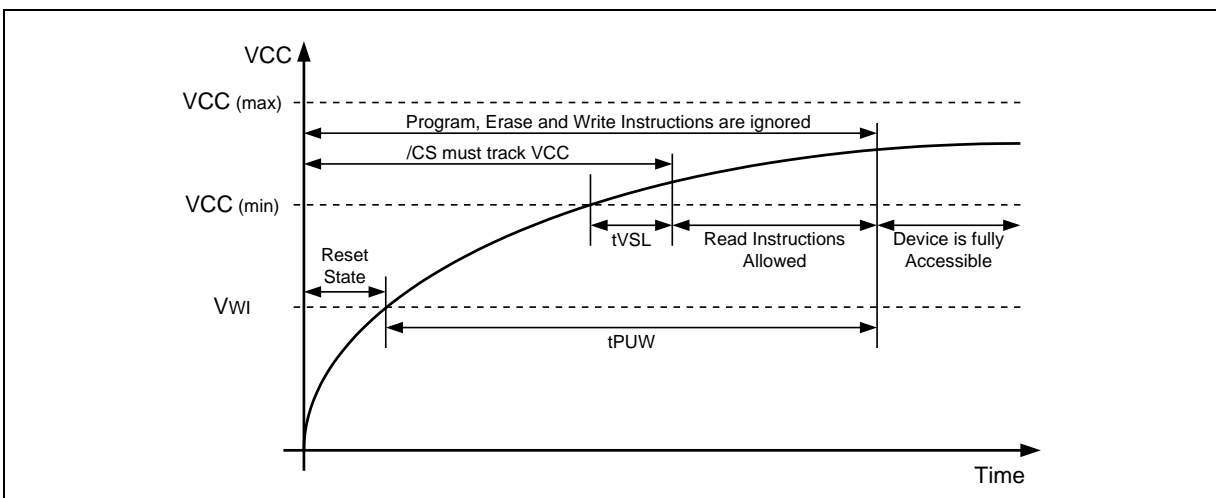 VCC
VCC (max)
Program, Erase and Write Instructions are ignored
/CS must track VCC
VCC (min)
tVSL
Read Instructions
Allowed
Device is fully
Accessible
Reset
State
VWI
tPUW
Time